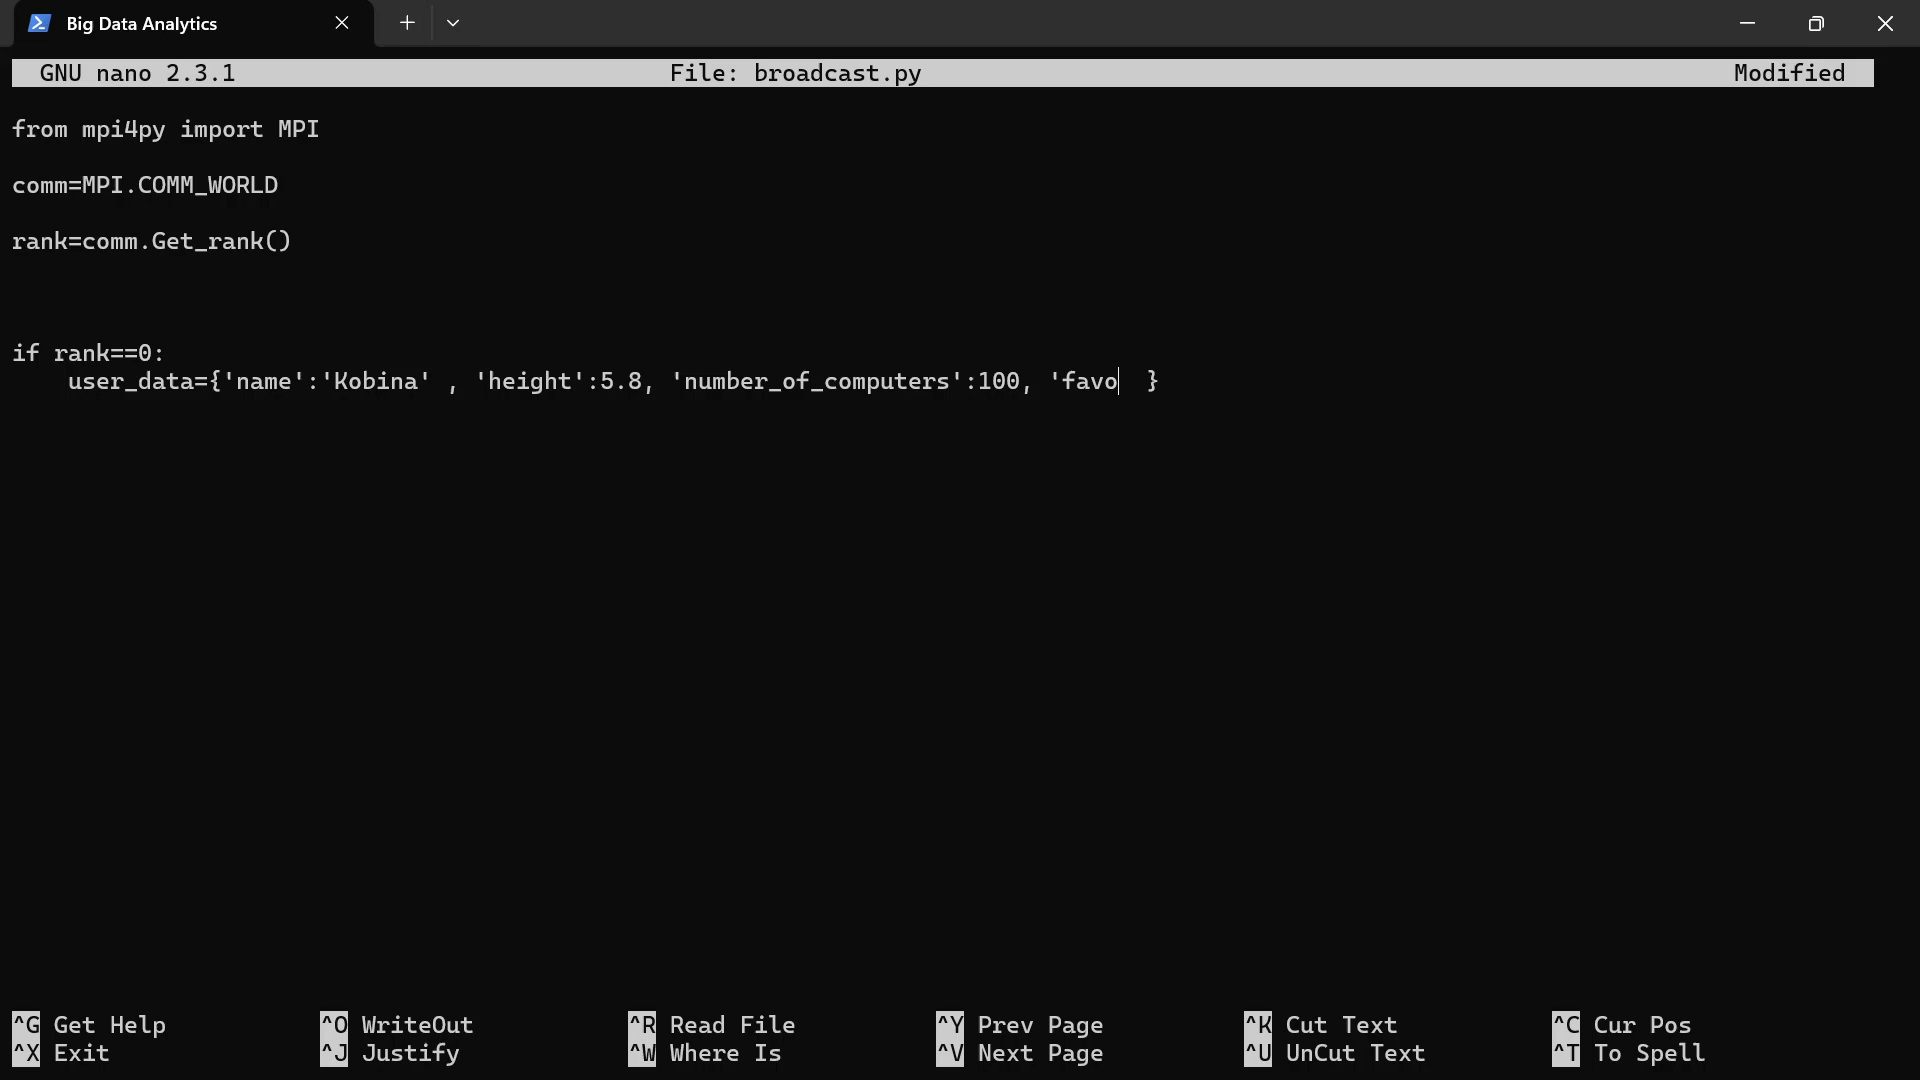 Big Data Analytics
GNU nano 2.3.1 File: broadcast.py Modified
from mpi4py import MPI
comm=MPI.COMM_WORLD
rank=comm.Get_rank()
if rank==0:
    user_data={'name':'Kobina' , 'height':5.8, 'number_of_computers':100, 'favo  }
^G Get Help ^O WriteOut ^R Read File ^Y Prev Page ^K Cut Text ^C Cur Pos
^X Exit ^J Justify ^W Where Is ^V Next Page ^U UnCut Text ^T To Spell